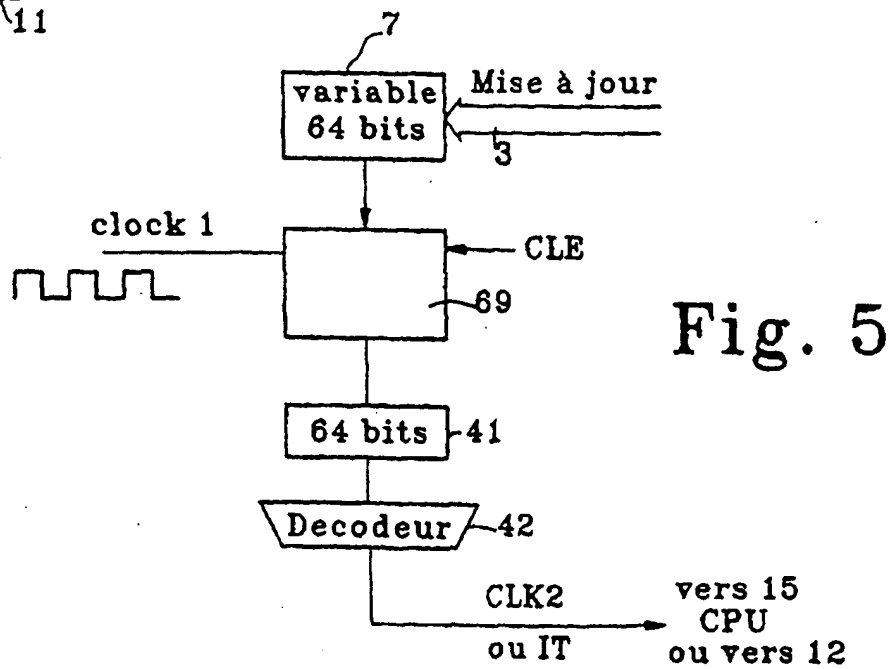 11
7
variable
64 bits
Mise à jour
3
clock 1
CLE
69
Fig. 5
64 bits
41
Decodeur
42
CLK2
ou IT
vers 15
CPU
ou vers 12